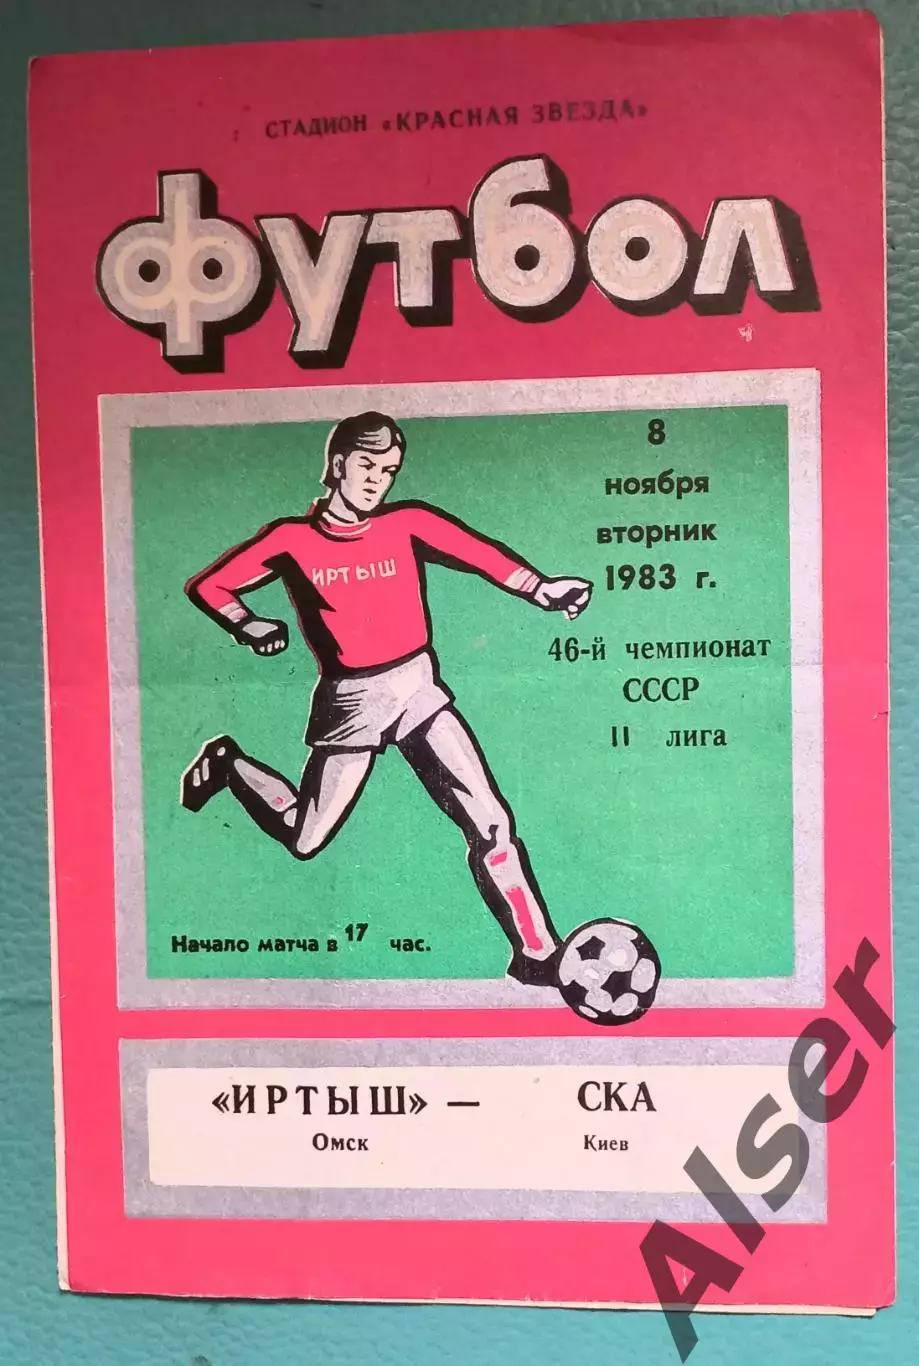 СТАДИОН «КРАСНАЯ ЗВЕЗДА»
ФУТБОЛ
8
ноября
вторник
1983 г.
46-й чемпионат
СССР
II лига
ИРТЫШ
Начало матча в 17 час.
«ИРТЫШ» — СКА
Омск Киев
Alser